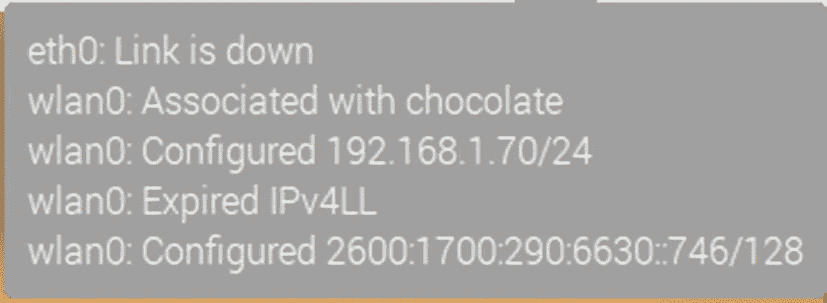 eth0: Link is down
wlan0: Associated with chocolate
wlan0: Configured 192.168.1.70/24
wlan0: Expired IPv4LL
wlan0: Configured 2600:1700:290:6630::746/128